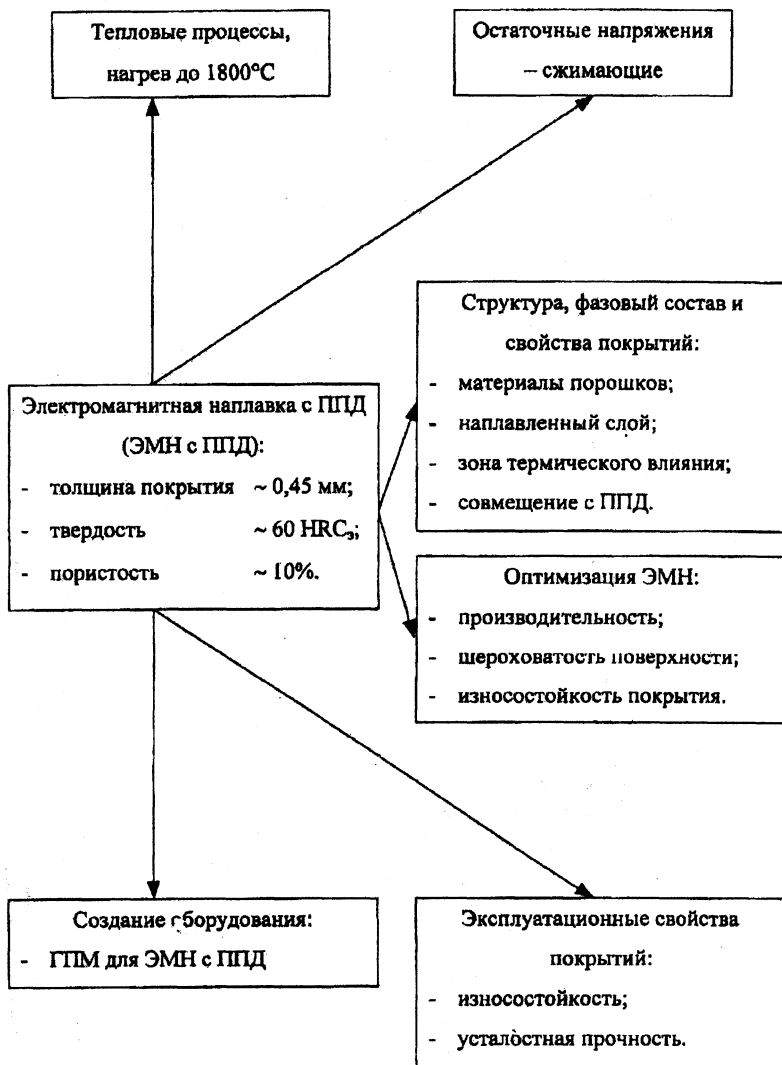 Тепловые процессы,
нагрев до 1800°С
Остаточные напряжения
– сжимающие
Структура, фазовый состав и
свойства покрытий:
- материалы порошков;
- наплавленный слой;
- зона термического влияния;
- совмещение с ППД.
Электромагнитная наплавка с ППД
(ЭМН с ППД):
- толщина покрытия ~ 0,45 мм;
- твердость ~ 60 HRCэ;
- пористость ~ 10%.
Оптимизация ЭМН:
- производительность;
- шероховатость поверхности;
- износостойкость покрытия.
Создание оборудования:
- ГПМ для ЭМН с ППД
Эксплуатационные свойства
покрытий:
- износостойкость;
- усталостная прочность.